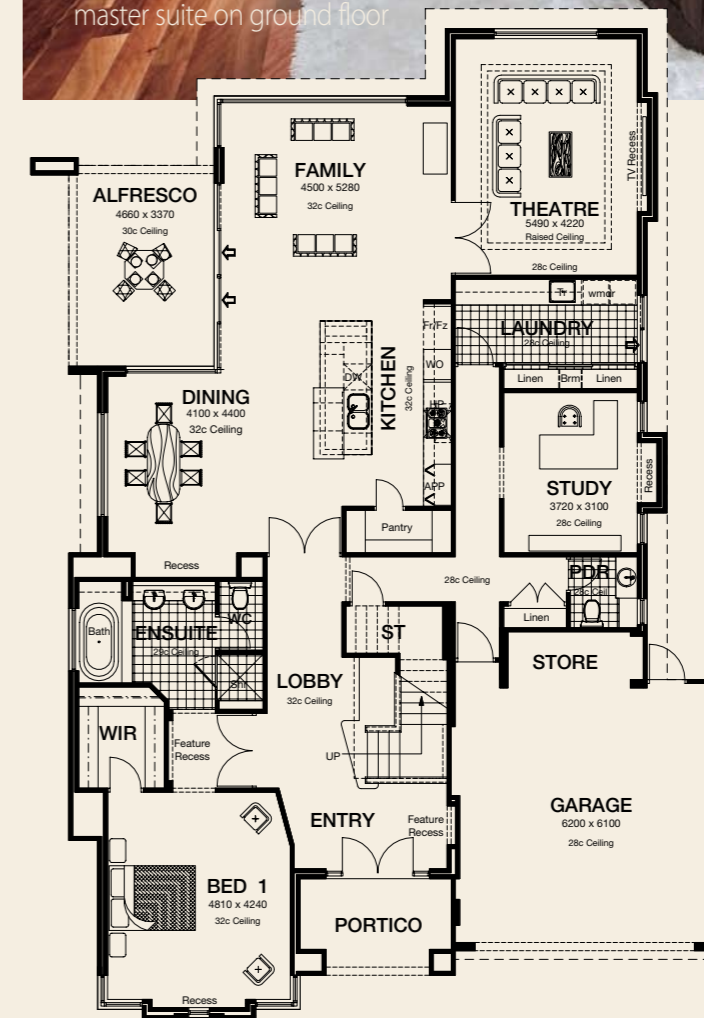 master suite on ground floor
ALFRESCO
4660 x 3370
30c Ceiling
FAMILY
4500 x 5280
32c Ceiling
THEATRE
5490 x 4220
Raised Ceiling
28c Ceiling
TV Recess
Tr
wmdr
LAUNDRY
28c Ceiling
Linen
Brm
Linen
Fr/Fz
WO
HP
APP
KITCHEN
32c Ceiling
DW
DINING
4100 x 4400
32c Ceiling
STUDY
3720 x 3100
28c Ceiling
Recess
Pantry
Recess
28c Ceiling
PDR
28c Ceil
Linen
Bath
ENSUITE
29c Ceiling
WC
Shr
ST
STORE
LOBBY
32c Ceiling
WIR
Feature
Recess
UP
ENTRY
Feature
Recess
GARAGE
6200 x 6100
28c Ceiling
BED 1
4810 x 4240
32c Ceiling
PORTICO
Recess